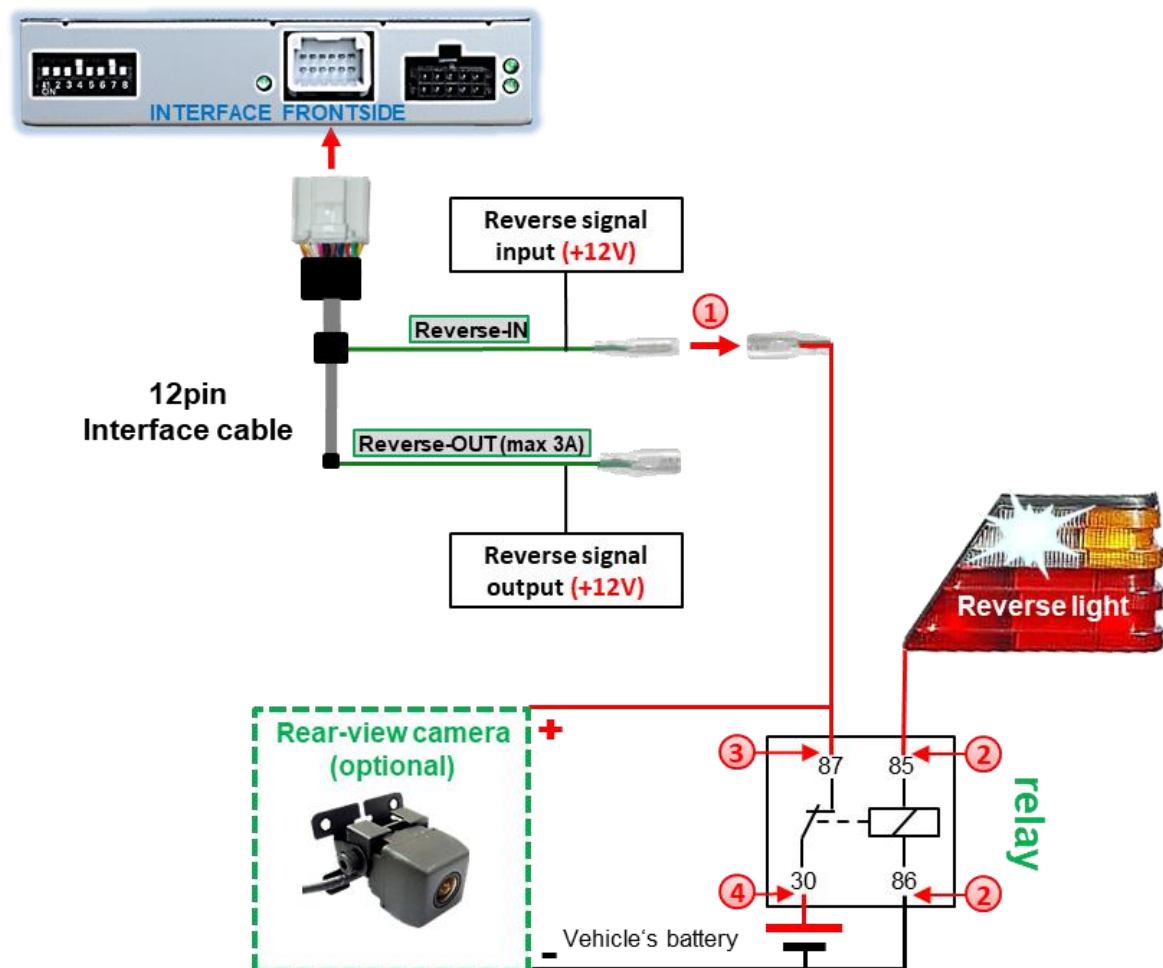 1 2 3 4 5 6 7 8
ON
INTERFACE FRONTSIDE
Reverse signal
input (+12V)
Reverse-IN
1
12pin
Interface cable
Reverse-OUT (max 3A)
Reverse signal
output (+12V)
Reverse light
Rear-view camera
(optional)
+
3
87
85
2
relay
4
30
86
2
Vehicle‘s battery
-